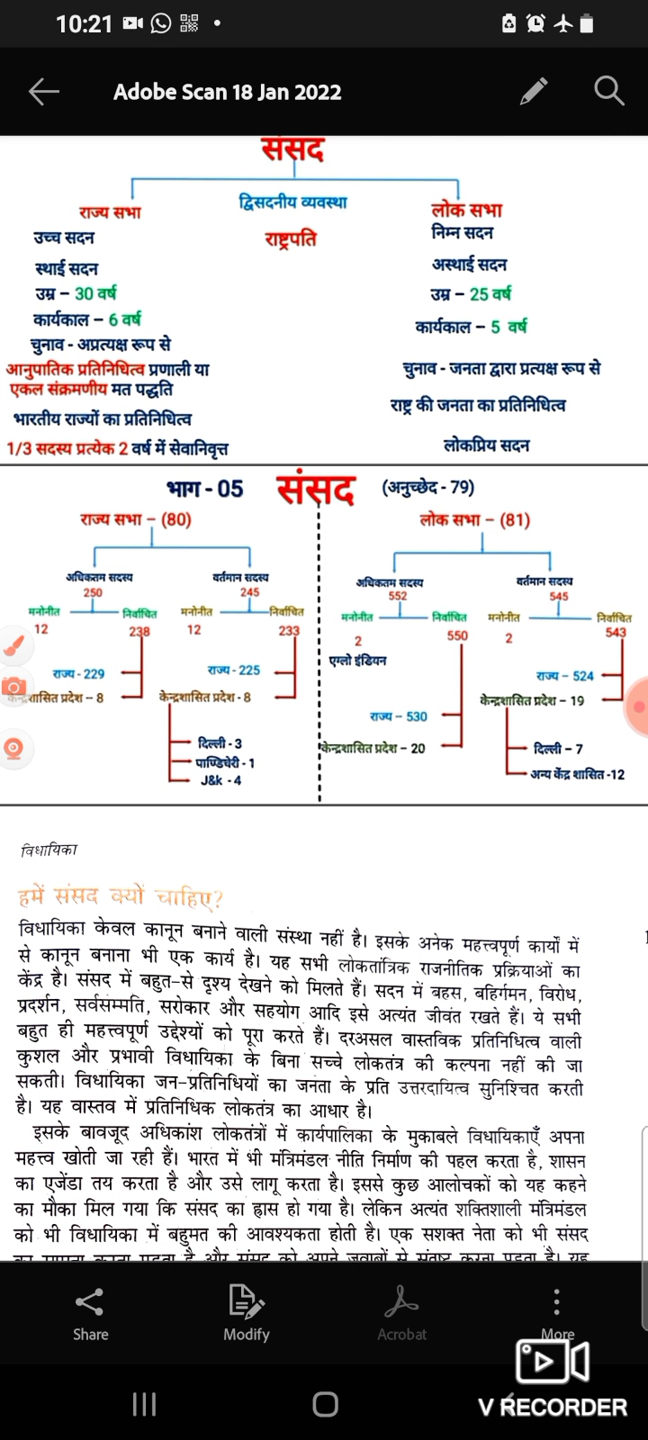 10:21
Adobe Scan 18 Jan 2022
संसद
द्विसदनीय व्यवस्था
राष्ट्रपति
राज्य सभा
उच्च सदन
स्थाई सदन
उम्र – 30 वर्ष
कार्यकाल – 6 वर्ष
चुनाव - अप्रत्यक्ष रूप से
आनुपातिक प्रतिनिधित्व प्रणाली या
एकल संक्रमणीय मत पद्धति
भारतीय राज्यों का प्रतिनिधित्व
1/3 सदस्य प्रत्येक 2 वर्ष में सेवानिवृत्त
लोक सभा
निम्न सदन
अस्थाई सदन
उम्र – 25 वर्ष
कार्यकाल – 5 वर्ष
चुनाव - जनता द्वारा प्रत्यक्ष रूप से
राष्ट्र की जनता का प्रतिनिधित्व
लोकप्रिय सदन
भाग - 05 संसद (अनुच्छेद - 79)
राज्य सभा – (80)
अधिकतम सदस्य
250
वर्तमान सदस्य
245
मनोनीत
12
निर्वाचित
238
मनोनीत
12
निर्वाचित
233
राज्य - 229
शासित प्रदेश – 8
राज्य - 225
केन्द्रशासित प्रदेश - 8
दिल्ली - 3
पाण्डिचेरी - 1
J&k - 4
लोक सभा – (81)
अधिकतम सदस्य
552
वर्तमान सदस्य
545
मनोनीत
2
एग्लो इंडियन
निर्वाचित
550
मनोनीत
2
निर्वाचित
543
राज्य – 530
केन्द्रशासित प्रदेश – 20
राज्य – 524
केन्द्रशासित प्रदेश – 19
दिल्ली – 7
अन्य केंद्र शासित -12
विधायिका
हमें संसद क्यों चाहिए?
विधायिका केवल कानून बनाने वाली संस्था नहीं है। इसके अनेक महत्त्वपूर्ण कार्यों में
से कानून बनाना भी एक कार्य है। यह सभी लोकतांत्रिक राजनीतिक प्रक्रियाओं का
केंद्र है। संसद में बहुत-से दृश्य देखने को मिलते हैं। सदन में बहस, बहिर्गमन, विरोध,
प्रदर्शन, सर्वसम्मति, सरोकार और सहयोग आदि इसे अत्यंत जीवंत रखते हैं। ये सभी
बहुत ही महत्त्वपूर्ण उद्देश्यों को पूरा करते हैं। दरअसल वास्तविक प्रतिनिधित्व वाली
कुशल और प्रभावी विधायिका के बिना सच्चे लोकतंत्र की कल्पना नहीं की जा
सकती। विधायिका जन-प्रतिनिधियों का जनता के प्रति उत्तरदायित्व सुनिश्चित करती
है। यह वास्तव में प्रतिनिधिक लोकतंत्र का आधार है।
इसके बावजूद अधिकांश लोकतंत्रों में कार्यपालिका के मुकाबले विधायिकाएँ अपना
महत्त्व खोती जा रही हैं। भारत में भी मंत्रिमंडल नीति निर्माण की पहल करता है, शासन
का एजेंडा तय करता है और उसे लागू करता है। इससे कुछ आलोचकों को यह कहने
का मौका मिल गया कि संसद का ह्रास हो गया है। लेकिन अत्यंत शक्तिशाली मंत्रिमंडल
को भी विधायिका में बहुमत की आवश्यकता होती है। एक सशक्त नेता को भी संसद
का सामना करना पड़ता है और संसद को अपने जवाबों से संतुष्ट करना पड़ता है। यह
Share
Modify
Acrobat
More
V RECORDER